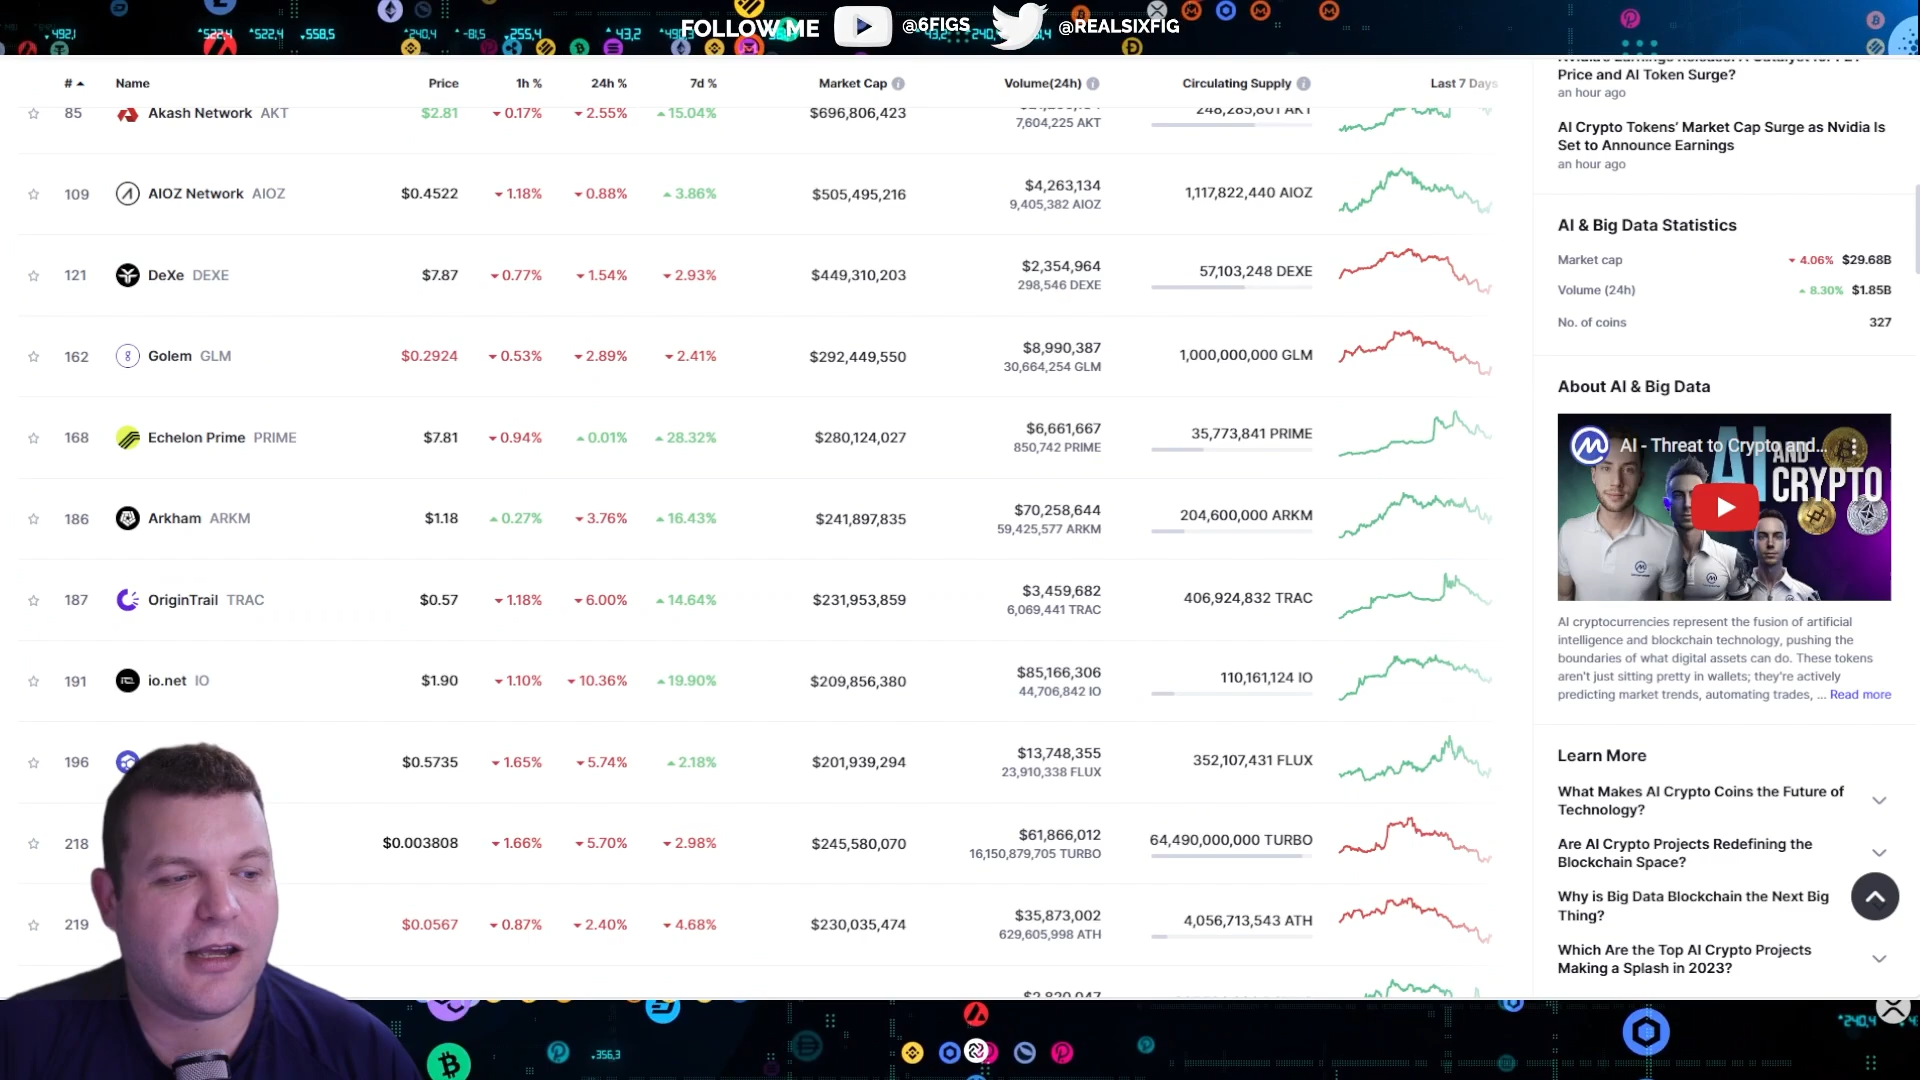 FOLLOW ME @6FIGS @REALSIXFIG
# Name Price 1h % 24h % 7d % Market Cap Volume(24h) Circulating Supply Last 7 Days
85 Akash Network AKT $2.81 0.17% 2.55% 15.04% $696,806,423 248,285,801 AKT
7,604,225 AKT
109 AIOZ Network AIOZ $0.4522 1.18% 0.88% 3.86% $505,495,216 $4,263,134 1,117,822,440 AIOZ
9,405,382 AIOZ
121 DeXe DEXE $7.87 0.77% 1.54% 2.93% $449,310,203 $2,354,964 57,103,248 DEXE
298,546 DEXE
162 Golem GLM $0.2924 0.53% 2.89% 2.41% $292,449,550 $8,990,387 1,000,000,000 GLM
30,664,254 GLM
168 Echelon Prime PRIME $7.81 0.94% 0.01% 28.32% $280,124,027 $6,661,667 35,773,841 PRIME
850,742 PRIME
186 Arkham ARKM $1.18 0.27% 3.76% 16.43% $241,897,835 $70,258,644 204,600,000 ARKM
59,425,577 ARKM
187 OriginTrail TRAC $0.57 1.18% 6.00% 14.64% $231,953,859 $3,459,682 406,924,832 TRAC
6,069,441 TRAC
191 io.net IO $1.90 1.10% 10.36% 19.90% $209,856,380 $85,166,306 110,161,124 IO
44,706,842 IO
196 $0.5735 1.65% 5.74% 2.18% $201,939,294 $13,748,355 352,107,431 FLUX
23,910,338 FLUX
218 $0.003808 1.66% 5.70% 2.98% $245,580,070 $61,866,012 64,490,000,000 TURBO
16,150,879,705 TURBO
219 $0.0567 0.87% 2.40% 4.68% $230,035,474 $35,873,002 4,056,713,543 ATH
629,605,998 ATH
Price and AI Token Surge?
an hour ago
AI Crypto Tokens' Market Cap Surge as Nvidia Is
Set to Announce Earnings
an hour ago
AI & Big Data Statistics
Market cap 4.06% $29.68B
Volume (24h) 8.30% $1.85B
No. of coins 327
About AI & Big Data
AI - Threat to Crypto and...
AI
AND
CRYPTO
AI cryptocurrencies represent the fusion of artificial
intelligence and blockchain technology, pushing the
boundaries of what digital assets can do. These tokens
aren't just sitting pretty in wallets; they're actively
predicting market trends, automating trades, ... Read more
Learn More
What Makes AI Crypto Coins the Future of
Technology?
Are AI Crypto Projects Redefining the
Blockchain Space?
Why is Big Data Blockchain the Next Big
Thing?
Which Are the Top AI Crypto Projects
Making a Splash in 2023?